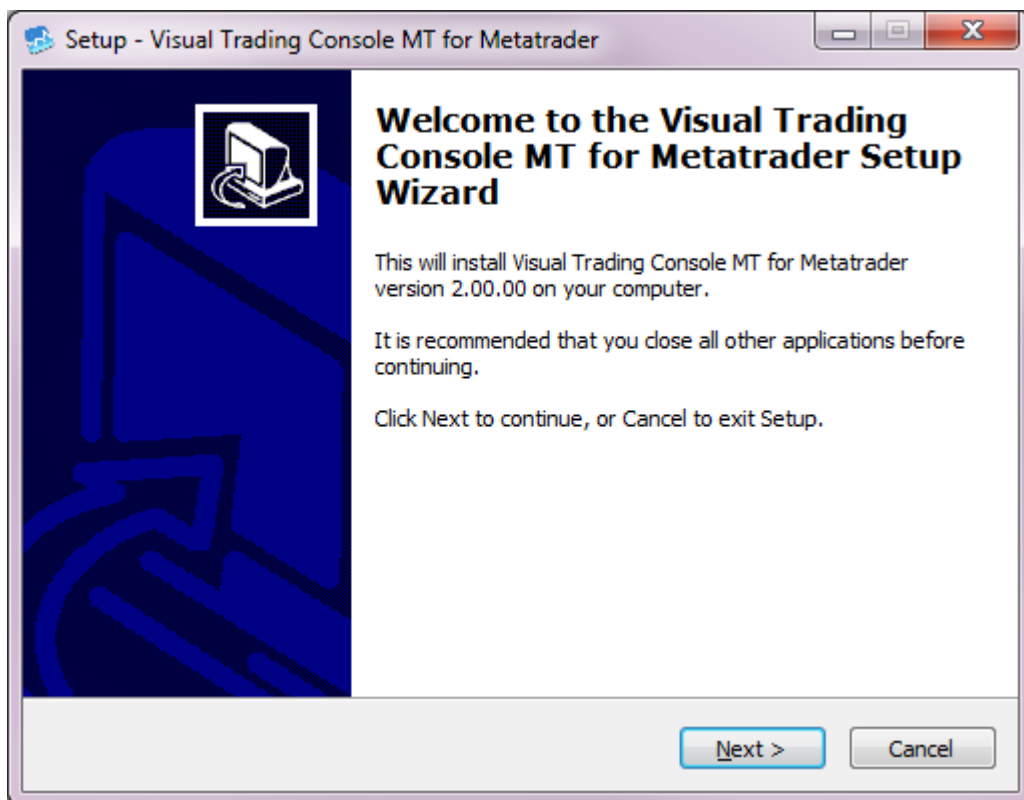 Setup - Visual Trading Console MT for Metatrader
Welcome to the Visual Trading
Console MT for Metatrader Setup
Wizard
This will install Visual Trading Console MT for Metatrader
version 2.00.00 on your computer.
It is recommended that you close all other applications before
continuing.
Click Next to continue, or Cancel to exit Setup.
Next >
Cancel